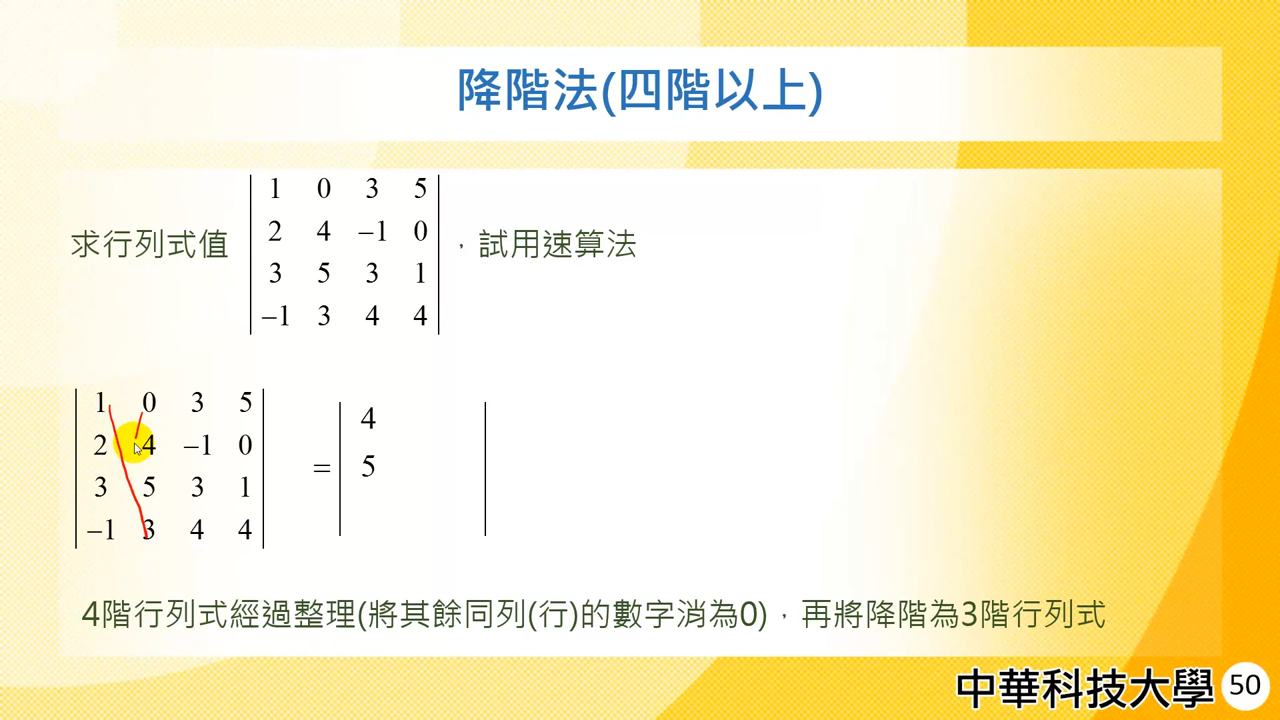 降階法(四階以上)
1 0 3 5
2 4 –1 0
求行列式值 ，試用速算法
3 5 3 1
–1 3 4 4
1 0 3 5 4
2 4 –1 0
= 5
3 5 3 1
–1 3 4 4
4階行列式經過整理(將其餘同列(行)的數字消為0)，再將降階為3階行列式
中華科技大學 50